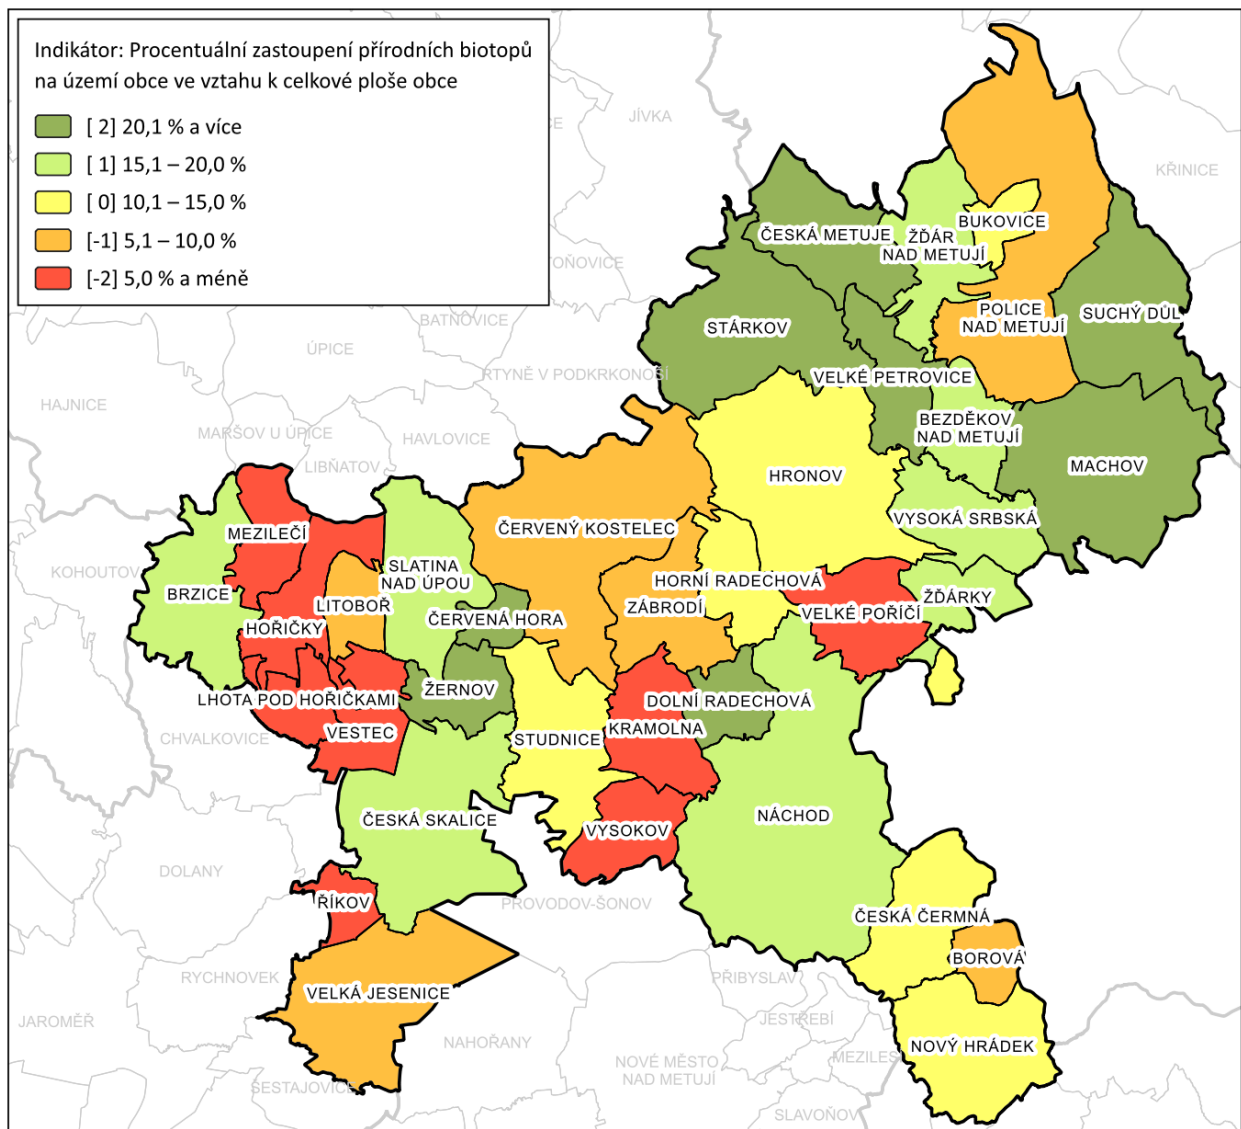 Indikátor: Procentuální zastoupení přírodních biotopů
na území obce ve vztahu k celkové ploše obce
[ 2] 20,1 % a více
[ 1] 15,1 – 20,0 %
[ 0] 10,1 – 15,0 %
[-1] 5,1 – 10,0 %
[-2] 5,0 % a méně
JÍVKA
KŘINICE
BUKOVICE
ČESKÁ METUJE
ŽĎÁR
NAD METUJÍ
TOŇOVICE
POLICE
NAD METUJÍ
SUCHÝ DŮL
STÁRKOV
BATŇOVICE
ÚPICE
RTYNĚ V PODKRKONOŠÍ
VELKÉ PETROVICE
HAJNICE
BEZDĚKOV
NAD METUJÍ
MARŠOV U ÚPICE
HAVLOVICE
LIBŇATOV
HRONOV
MACHOV
VYSOKÁ SRBSKÁ
ČERVENÝ KOSTELEC
MEZILEČÍ
KOHOUTOV
SLATINA
NAD ÚPOU
HORNÍ RADECHOVÁ
BRZICE
LITOBOŘ
ZÁBRODÍ
VELKÉ POŘÍČÍ
ŽĎÁRKY
ČERVENÁ HORA
HOŘIČKY
ŽERNOV
LHOTA POD HOŘIČKAMI
DOLNÍ RADECHOVÁ
VESTEC
CHVALKOVICE
STUDNICE
KRAMOLNA
ČESKÁ SKALICE
VYSOKOV
NÁCHOD
DOLANY
ŘÍKOV
PROVODOV-ŠONOV
ČESKÁ ČERMNÁ
BOROVÁ
RYCHNOVEK
PŘIBYSLAV
VELKÁ JESENICE
JAROMĚŘ
JESTŘEBÍ
NAHOŘANY
NOVÝ HRÁDEK
NOVÉ MĚSTO
NAD METUJÍ
MEZILES
ŠESTAJOVICE
SLAVOŇOV